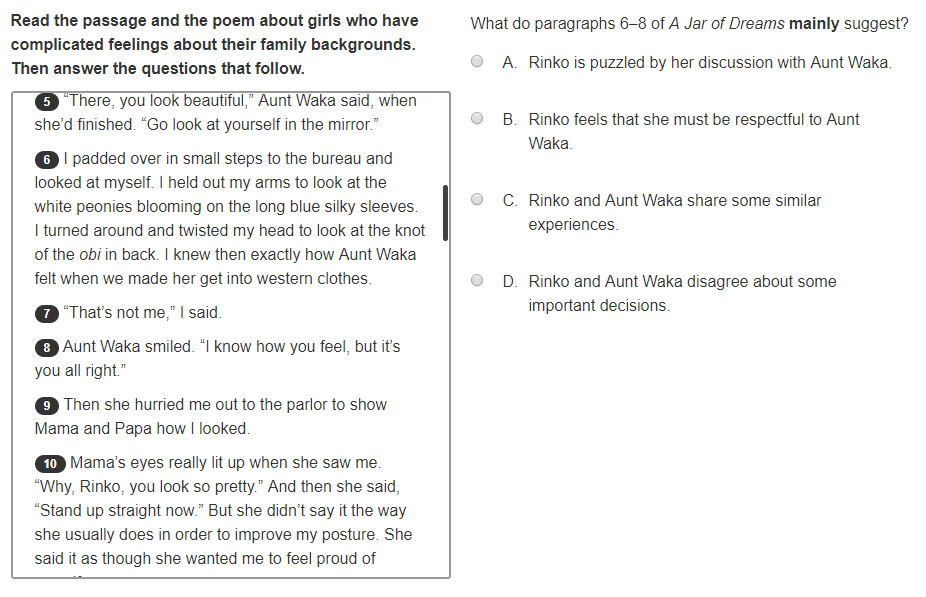 Read the passage and the poem about girls who have
complicated feelings about their family backgrounds.
Then answer the questions that follow.
5 “There, you look beautiful,” Aunt Waka said, when
she’d finished. “Go look at yourself in the mirror.”
6 I padded over in small steps to the bureau and
looked at myself. I held out my arms to look at the
white peonies blooming on the long blue silky sleeves.
I turned around and twisted my head to look at the knot
of the obi in back. I knew then exactly how Aunt Waka
felt when we made her get into western clothes.
7 “That’s not me,” I said.
8 Aunt Waka smiled. “I know how you feel, but it’s
you all right.”
9 Then she hurried me out to the parlor to show
Mama and Papa how I looked.
10 Mama’s eyes really lit up when she saw me.
“Why, Rinko, you look so pretty.” And then she said,
“Stand up straight now.” But she didn’t say it the way
she usually does in order to improve my posture. She
said it as though she wanted me to feel proud of
What do paragraphs 6–8 of A Jar of Dreams mainly suggest?
A. Rinko is puzzled by her discussion with Aunt Waka.
B. Rinko feels that she must be respectful to Aunt
Waka.
C. Rinko and Aunt Waka share some similar
experiences.
D. Rinko and Aunt Waka disagree about some
important decisions.